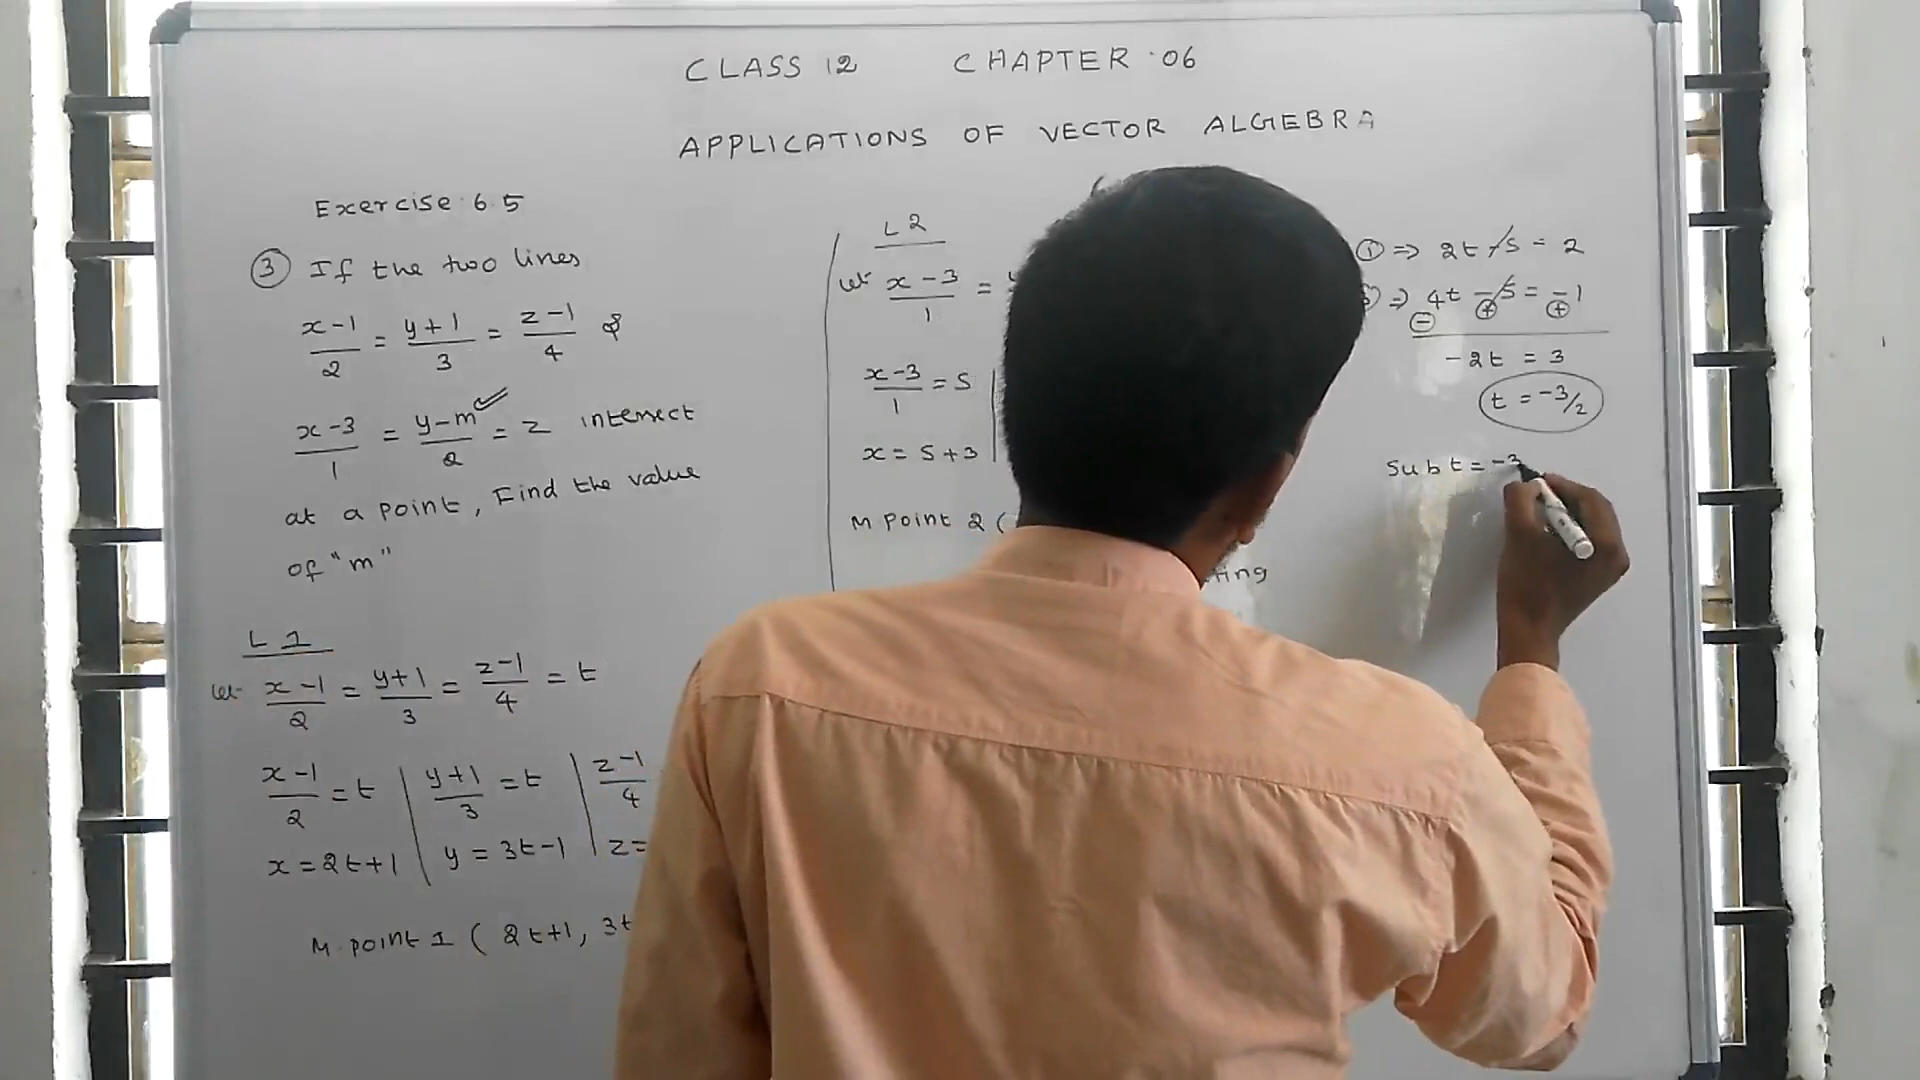 CLASS 12 CHAPTER 06
APPLICATIONS OF VECTOR ALGEBRA
Exercise 6.5
③ If the two lines
x-1/2 = y+1/3 = z-1/4 &
x-3/1 = y-m/2 = z intersect
at a point, Find the value
of "m"
L1
let x-1/2 = y+1/3 = z-1/4 = t
x-1/2 = t | y+1/3 = t | z-1/4
x = 2t+1 | y = 3t-1 | z =
M point 1 ( 2t+1, 3t
L2
let x-3/1 =
x-3/1 = s
x = s+3
M point 2 (
ting
① ⇒ 2t - s = 2
⇒ 4t - s = -1
⊖ ⊕ ⊕
-2t = 3
t = -3/2
Sub t = -3